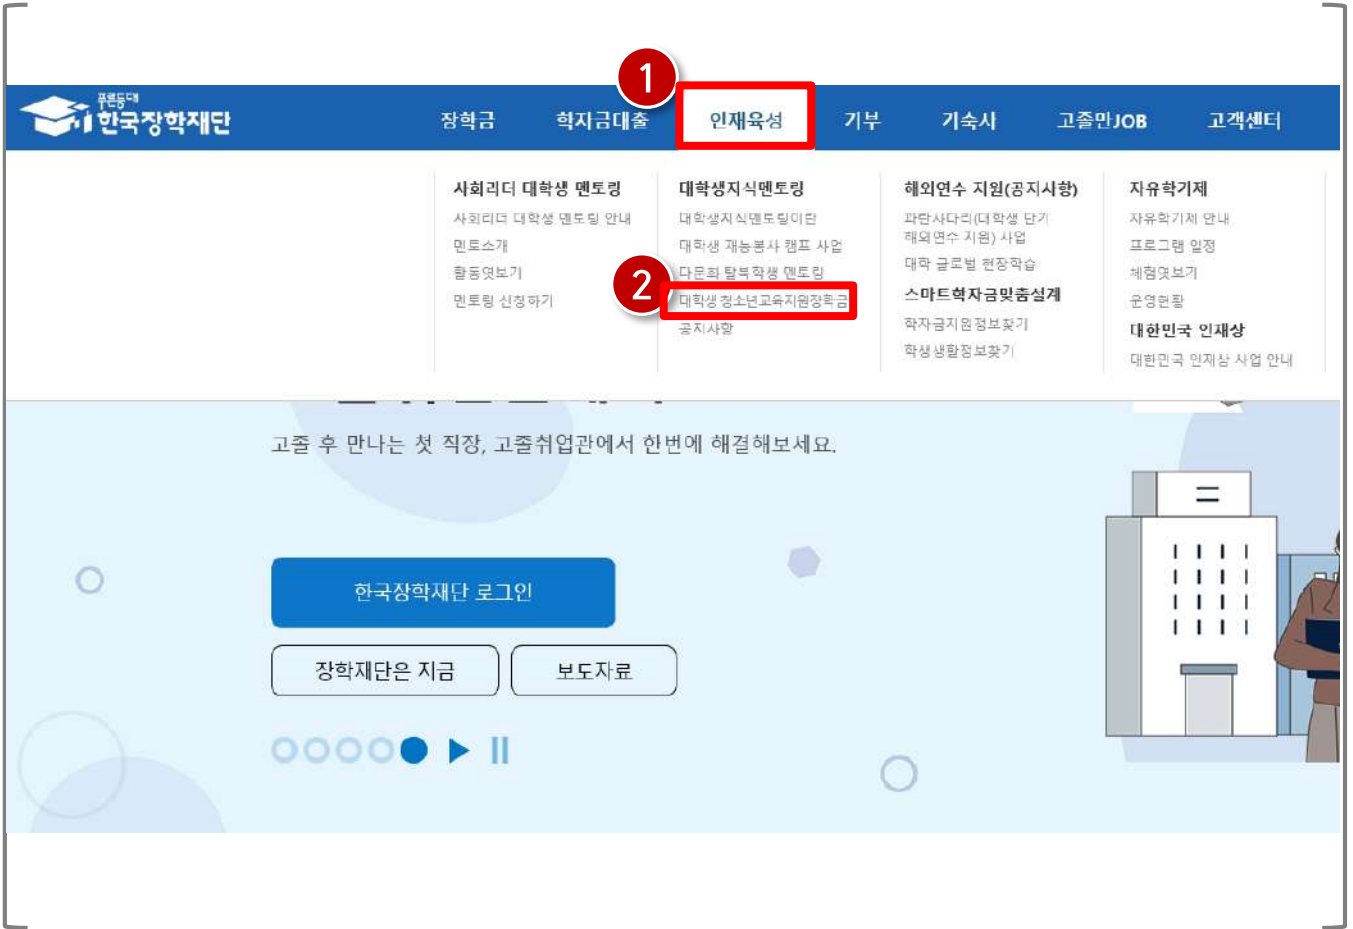 1
푸른등대
한국장학재단
장학금 학자금대출 인재육성 기부 기숙사 고졸만JOB 고객센터
사회리더 대학생 멘토링
사회리더 대학생 멘토링 안내
멘토소개
활동엿보기
멘토링 신청하기
대학생지식멘토링
대학생지식멘토링이란
대학생 재능봉사 캠프 사업
다문화 탈북학생 멘토링
2
대학생 청소년교육지원장학금
공지사항
해외연수 지원(공지사항)
파란사다리(대학생 단기
해외연수 지원) 사업
대학 글로벌 현장학습
스마트학자금맞춤설계
학자금지원정보찾기
학생생활정보찾기
자유학기제
자유학기제 안내
프로그램 일정
체험엿보기
운영현황
대한민국 인재상
대한민국 인재상 사업 안내
고졸 후 만나는 첫 직장, 고졸취업관에서 한번에 해결해보세요.
한국장학재단 로그인
장학재단은 지금 보도자료